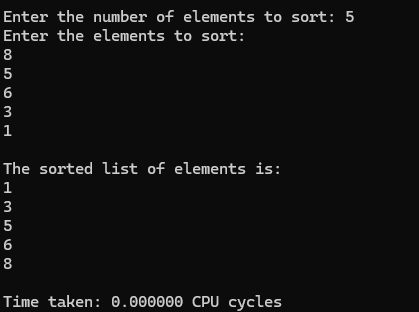 Enter the number of elements to sort: 5
Enter the elements to sort:
8
5
6
3
1
The sorted list of elements is:
1
3
5
6
8
Time taken: 0.000000 CPU cycles